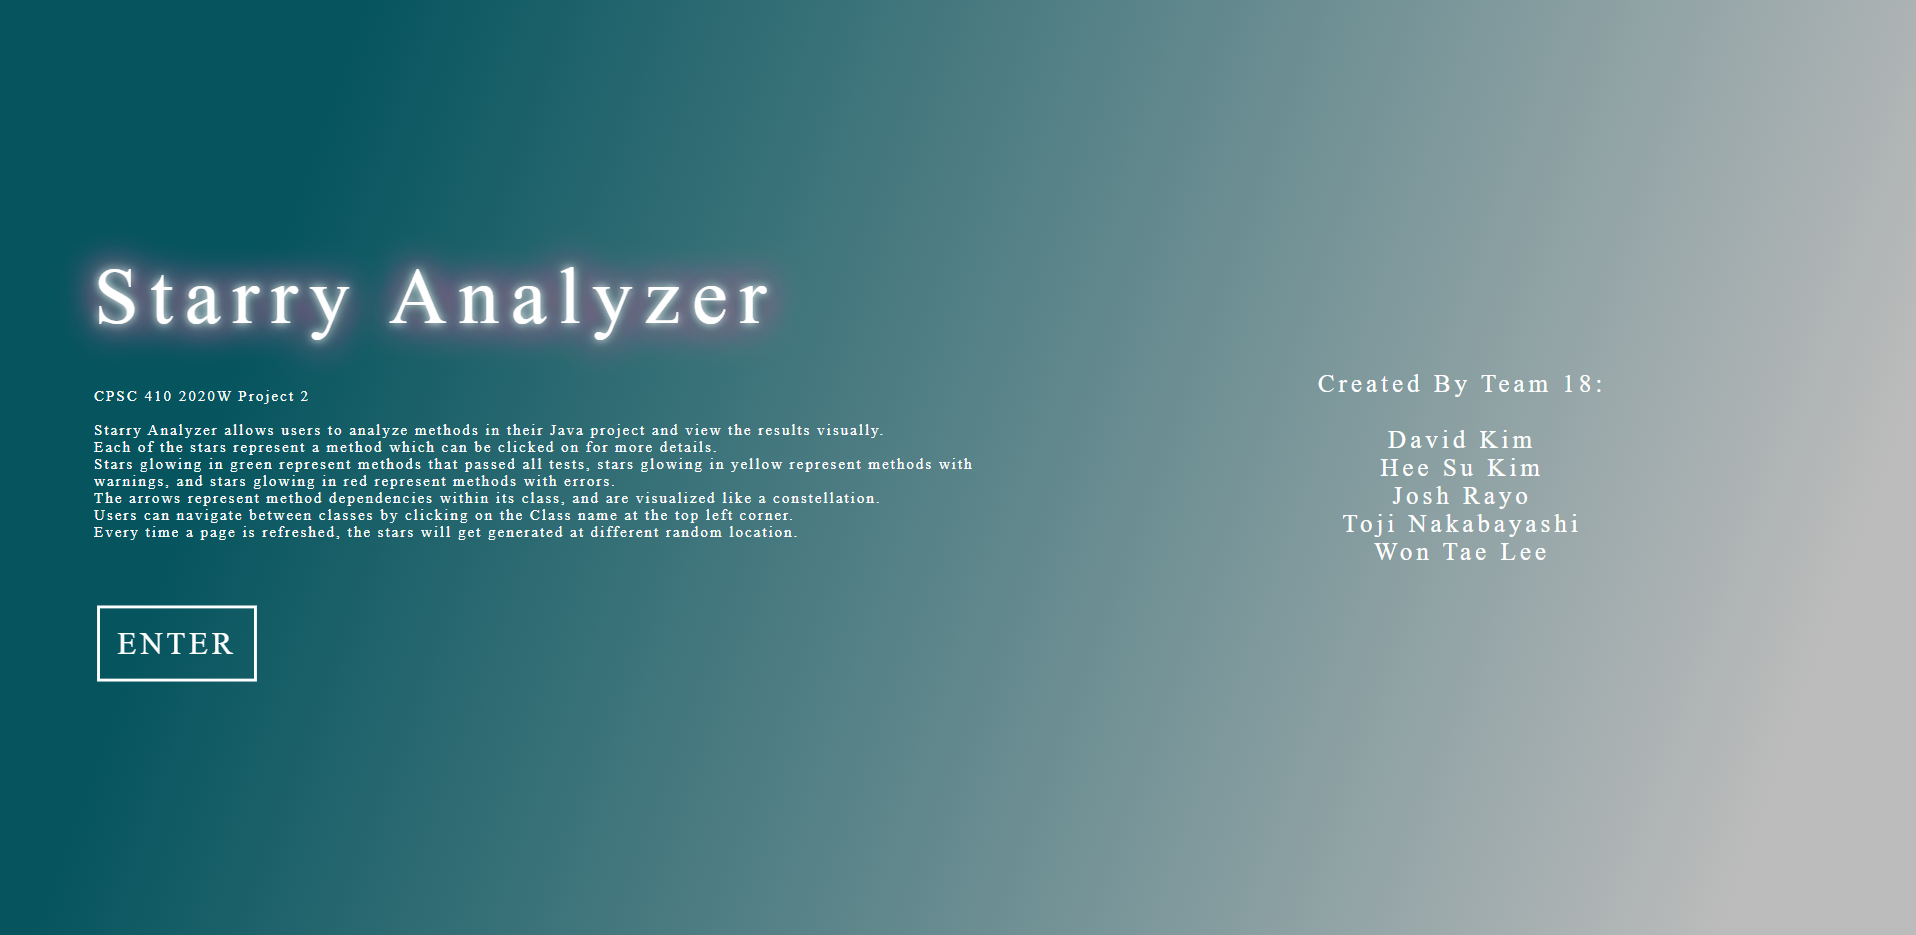 Starry Analyzer
CPSC 410 2020W Project 2
Starry Analyzer allows users to analyze methods in their Java project and view the results visually.
Each of the stars represent a method which can be clicked on for more details.
Stars glowing in green represent methods that passed all tests, stars glowing in yellow represent methods with
warnings, and stars glowing in red represent methods with errors.
The arrows represent method dependencies within its class, and are visualized like a constellation.
Users can navigate between classes by clicking on the Class name at the top left corner.
Every time a page is refreshed, the stars will get generated at different random location.
ENTER
Created By Team 18:
David Kim
Hee Su Kim
Josh Rayo
Toji Nakabayashi
Won Tae Lee